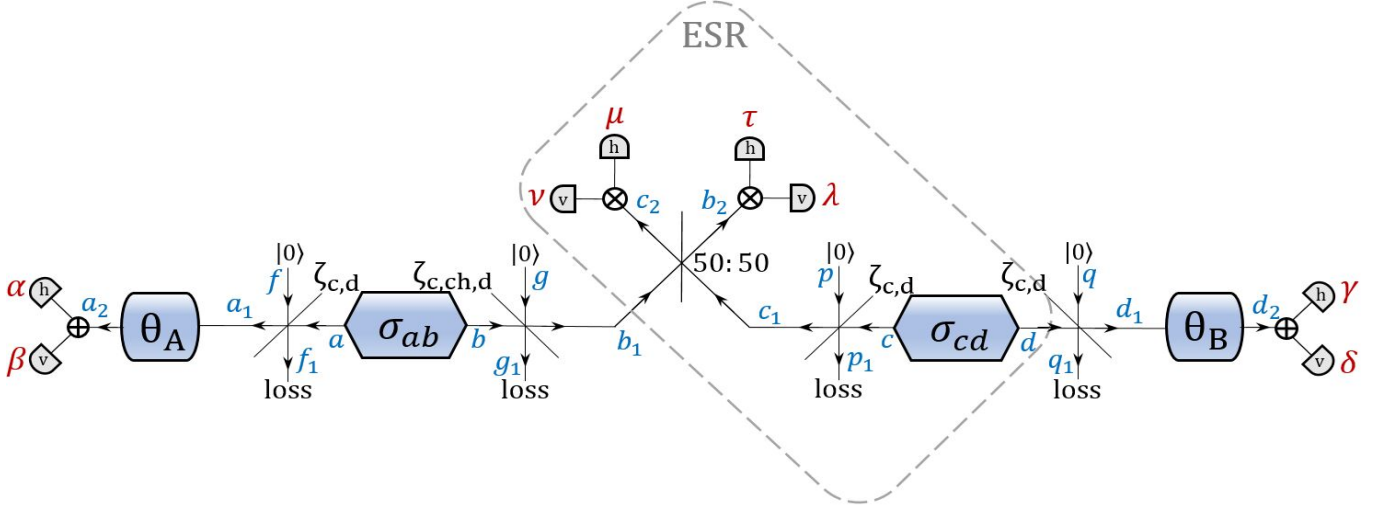 ESR
μ τ
h h
ν v c₂ b₂ v λ
|0⟩ |0⟩ 50:50 |0⟩ |0⟩
f ζc,d ζc,ch,d g p ζc,d ζc,d q
α h a₂ θA a₁ a σab b b₁ c₁ c σcd d d₁ θB d₂ h γ
β v f₁ g₁ p₁ q₁ v δ
loss loss loss loss